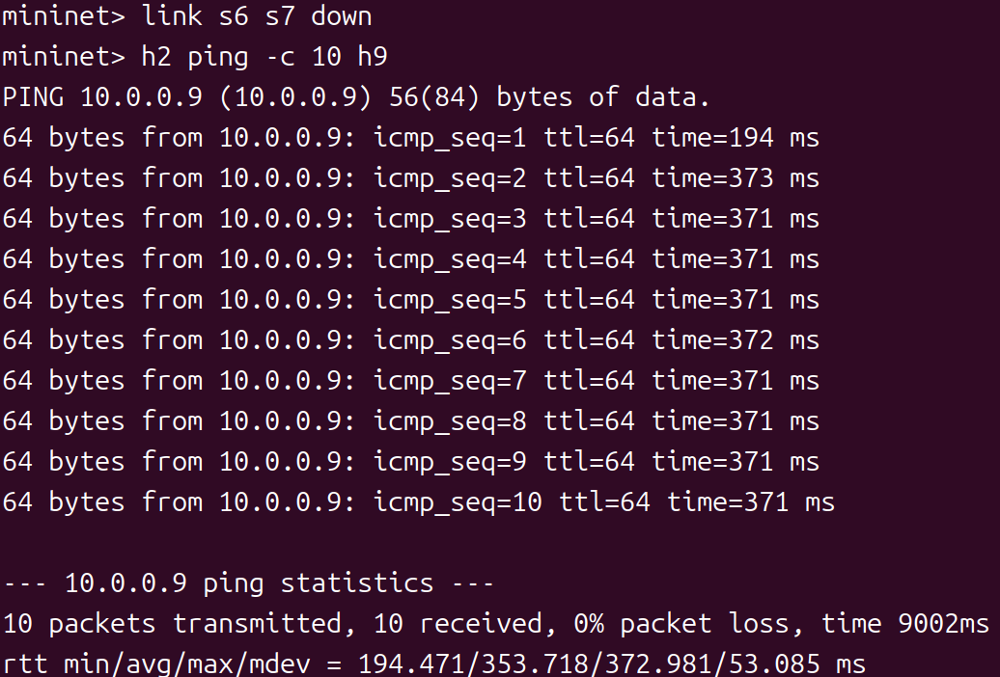 mininet> link s6 s7 down
mininet> h2 ping -c 10 h9
PING 10.0.0.9 (10.0.0.9) 56(84) bytes of data.
64 bytes from 10.0.0.9: icmp_seq=1 ttl=64 time=194 ms
64 bytes from 10.0.0.9: icmp_seq=2 ttl=64 time=373 ms
64 bytes from 10.0.0.9: icmp_seq=3 ttl=64 time=371 ms
64 bytes from 10.0.0.9: icmp_seq=4 ttl=64 time=371 ms
64 bytes from 10.0.0.9: icmp_seq=5 ttl=64 time=371 ms
64 bytes from 10.0.0.9: icmp_seq=6 ttl=64 time=372 ms
64 bytes from 10.0.0.9: icmp_seq=7 ttl=64 time=371 ms
64 bytes from 10.0.0.9: icmp_seq=8 ttl=64 time=371 ms
64 bytes from 10.0.0.9: icmp_seq=9 ttl=64 time=371 ms
64 bytes from 10.0.0.9: icmp_seq=10 ttl=64 time=371 ms
--- 10.0.0.9 ping statistics ---
10 packets transmitted, 10 received, 0% packet loss, time 9002ms
rtt min/avg/max/mdev = 194.471/353.718/372.981/53.085 ms